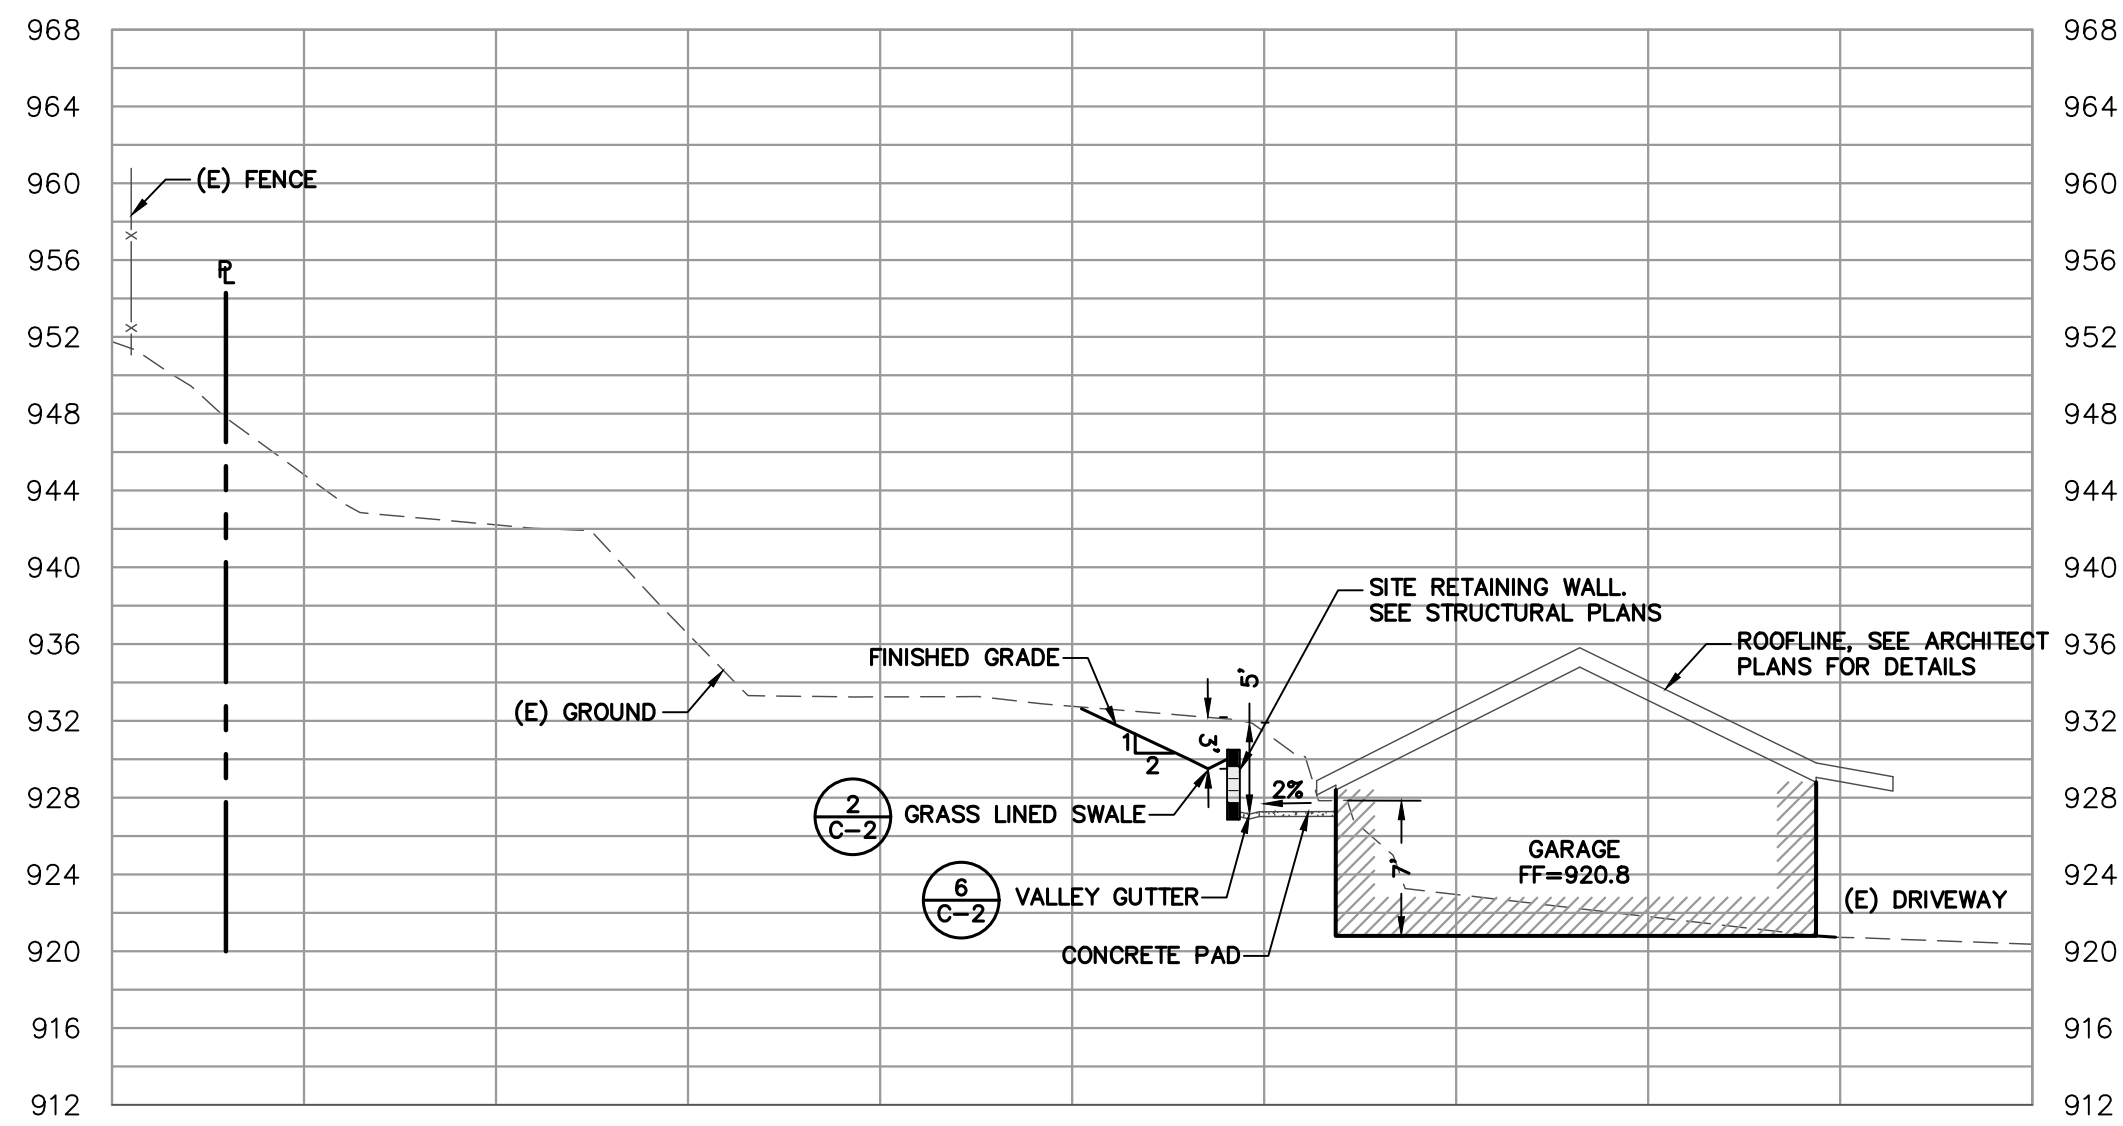 968 968
964 964
960 (E) FENCE 960
956 956
PL
952 952
948 948
944 944
940 940
SITE RETAINING WALL.
SEE STRUCTURAL PLANS
936 FINISHED GRADE 936
ROOFLINE, SEE ARCHITECT
PLANS FOR DETAILS
5'
(E) GROUND
932 932
3'
1
2
928 928
2%
2
C-2
GRASS LINED SWALE
GARAGE
FF=920.8
7'
924 924
6
C-2
VALLEY GUTTER
(E) DRIVEWAY
CONCRETE PAD
920 920
916 916
912 912